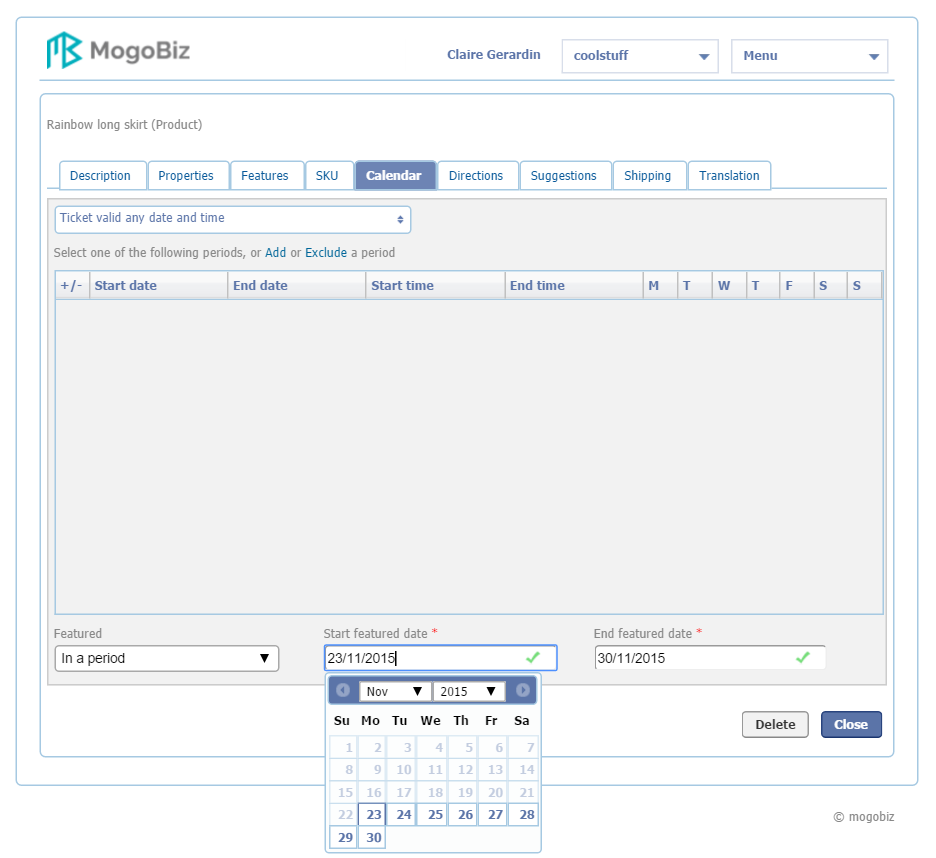 MogoBiz
Claire Gerardin coolstuff Menu
Rainbow long skirt (Product)
Description Properties Features SKU Calendar Directions Suggestions Shipping Translation
Ticket valid any date and time
Select one of the following periods, or Add or Exclude a period
+/- Start date End date Start time End time M T W T F S S
Featured Start featured date * End featured date *
In a period 23/11/2015 30/11/2015
Nov 2015
Su Mo Tu We Th Fr Sa
1 2 3 4 5 6 7
8 9 10 11 12 13 14
15 16 17 18 19 20 21
22 23 24 25 26 27 28
29 30
Delete Close
© mogobiz